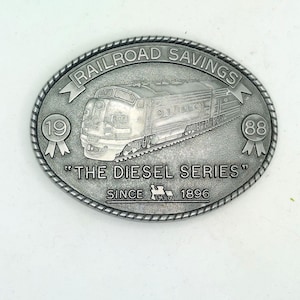 RAILROAD SAVINGS
19 88
"THE DIESEL SERIES"
SINCE 1896